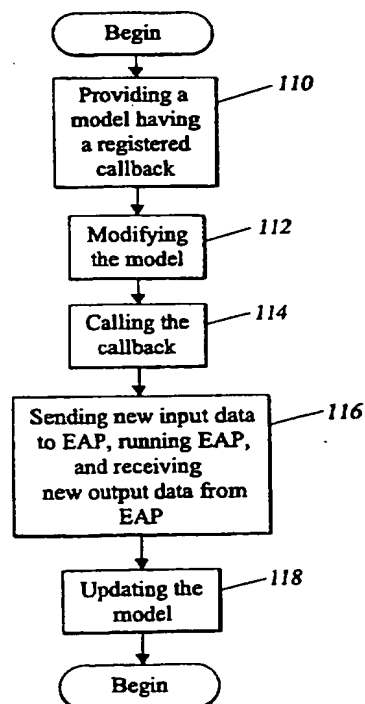 Begin
Providing a
model having
a registered
callback
110
Modifying
the model
112
Calling the
callback
114
Sending new input data
to EAP, running EAP,
and receiving
new output data from
EAP
116
Updating the
model
118
Begin